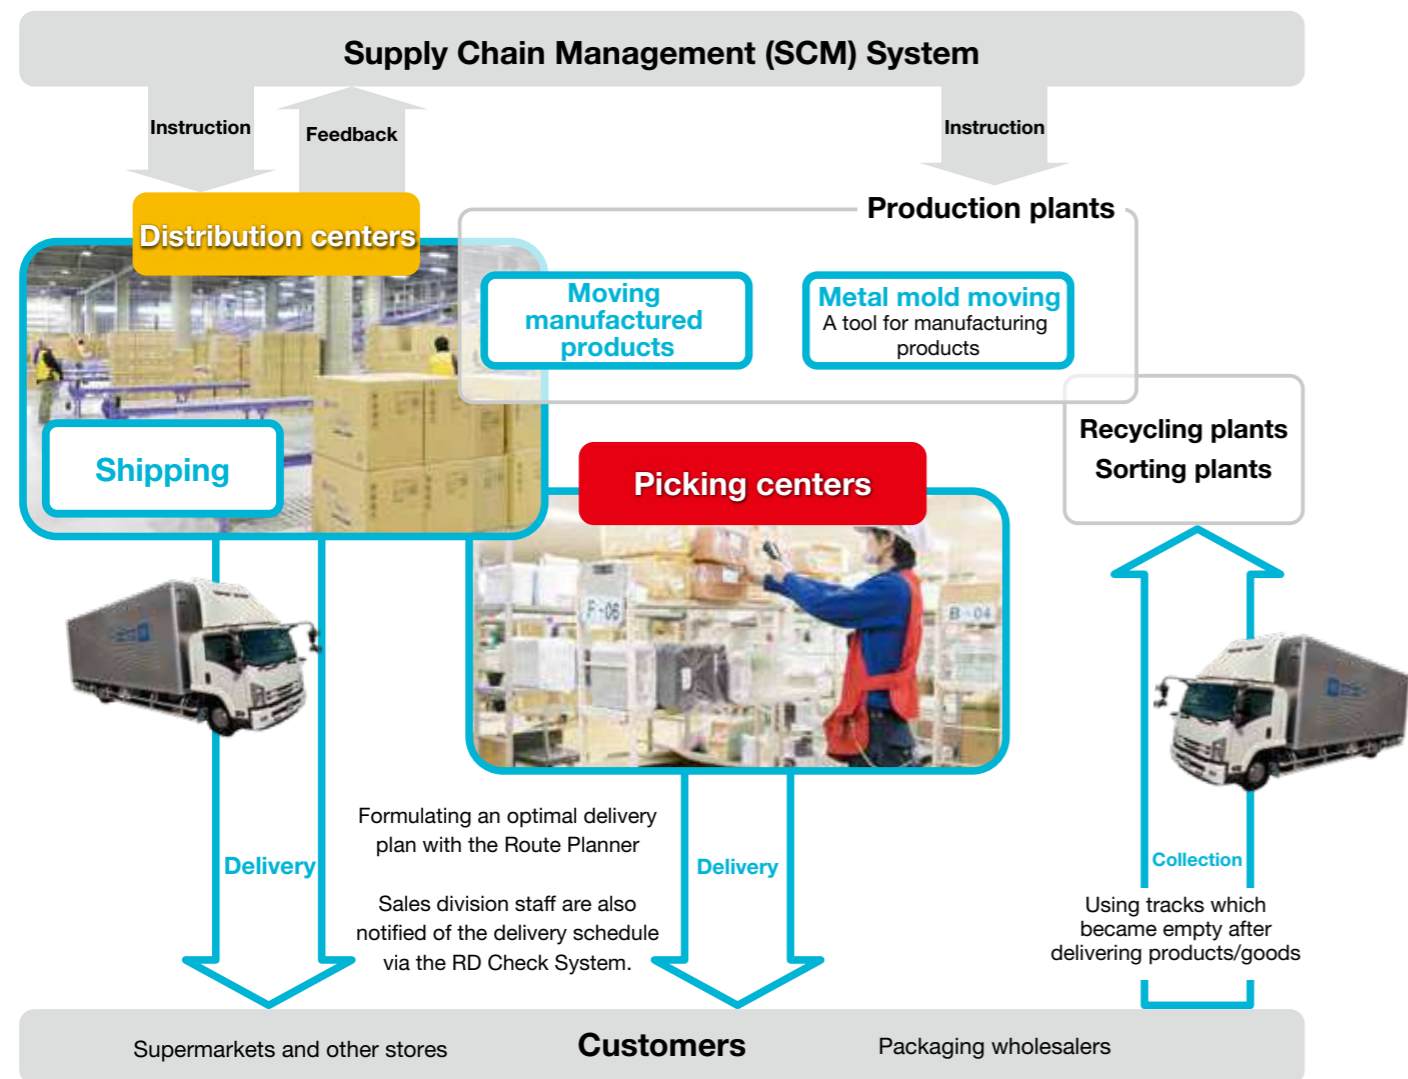 Supply Chain Management (SCM) System
Instruction
Feedback
Instruction
Distribution centers
Production plants
Moving
manufactured
products
Metal mold moving
A tool for manufacturing
products
Shipping
Recycling plants
Sorting plants
Picking centers
F-06
B-04
Formulating an optimal delivery
plan with the Route Planner
Delivery
Delivery
Collection
Sales division staff are also
notified of the delivery schedule
via the RD Check System.
Using tracks which
became empty after
delivering products/goods
Supermarkets and other stores
Customers
Packaging wholesalers